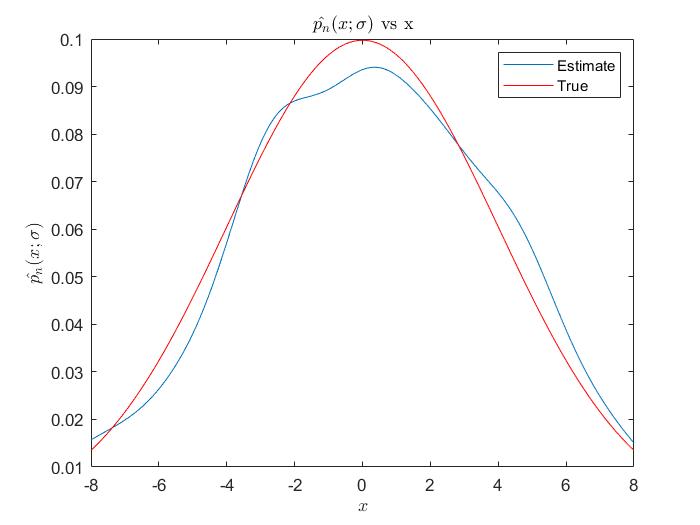 p̂ₙ(x; σ) vs x
Estimate
True
p̂ₙ(x; σ)
0.1
0.09
0.08
0.07
0.06
0.05
0.04
0.03
0.02
0.01
-8 -6 -4 -2 0 2 4 6 8
x